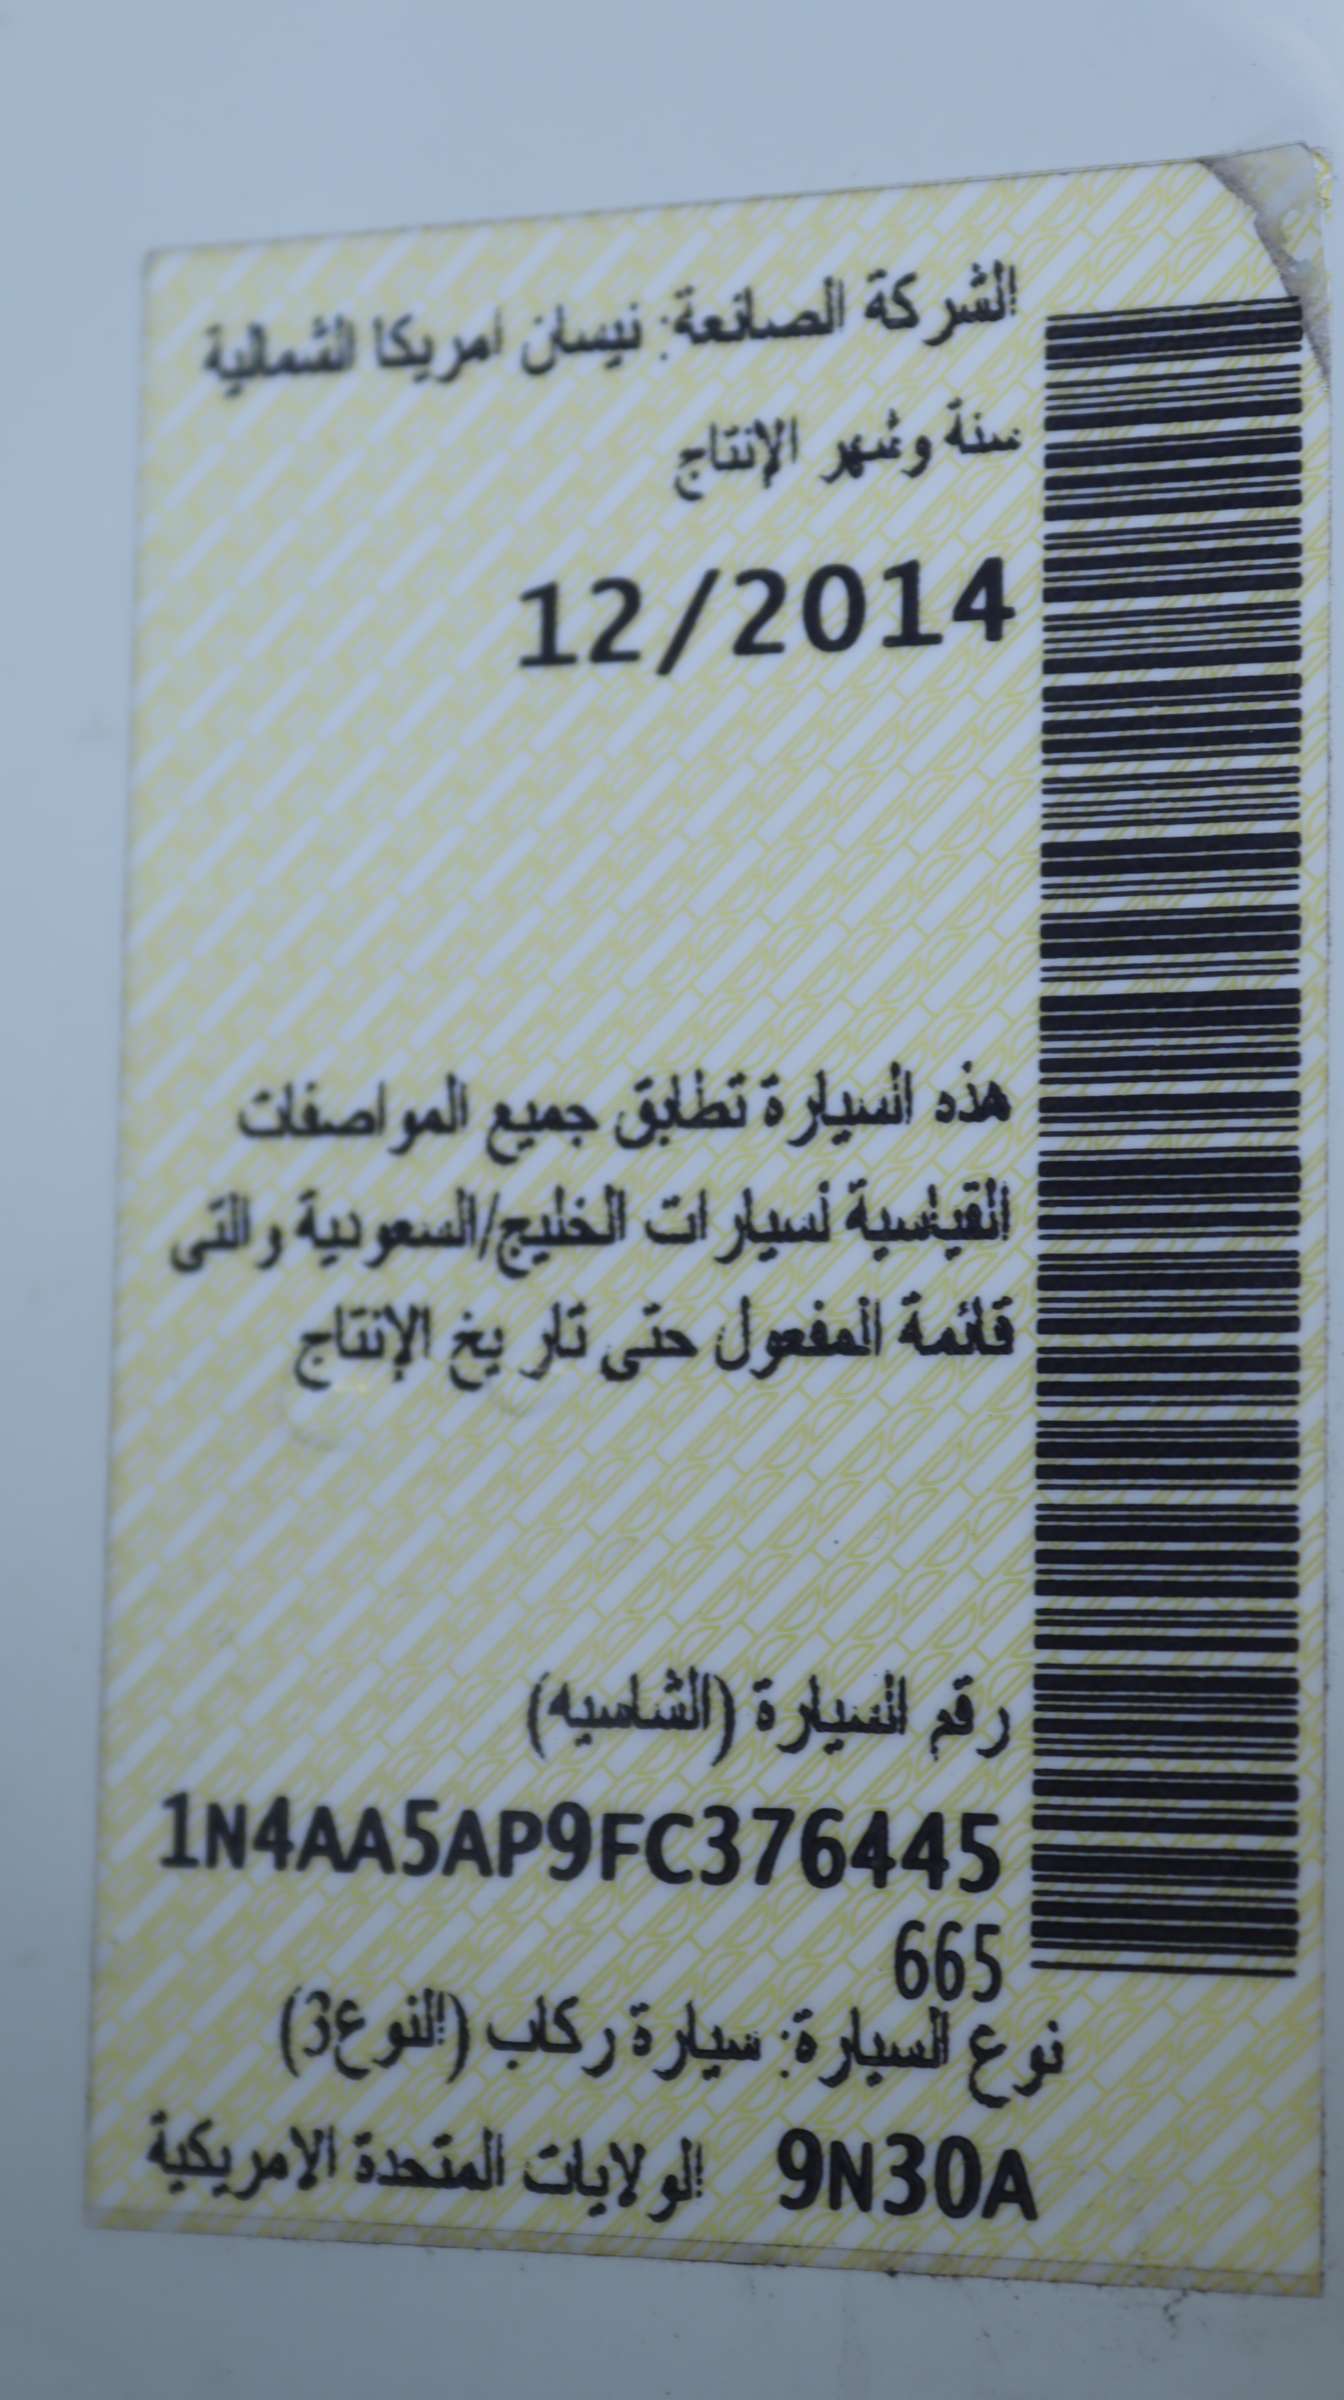 الشركة الصانعة: نيسان امريكا الشمالية
سنة وشهر الإنتاج
12/2014
هذه السيارة تطابق جميع المواصفات
القياسية لسيارات الخليج/السعودية والتى
قائمة المفعول حتى تاريخ الإنتاج
رقم السيارة (الشاسيه)
1N4AA5AP9FC376445
665
نوع السيارة: سيارة ركاب (النوع3)
9N30A الولايات المتحدة الامريكية